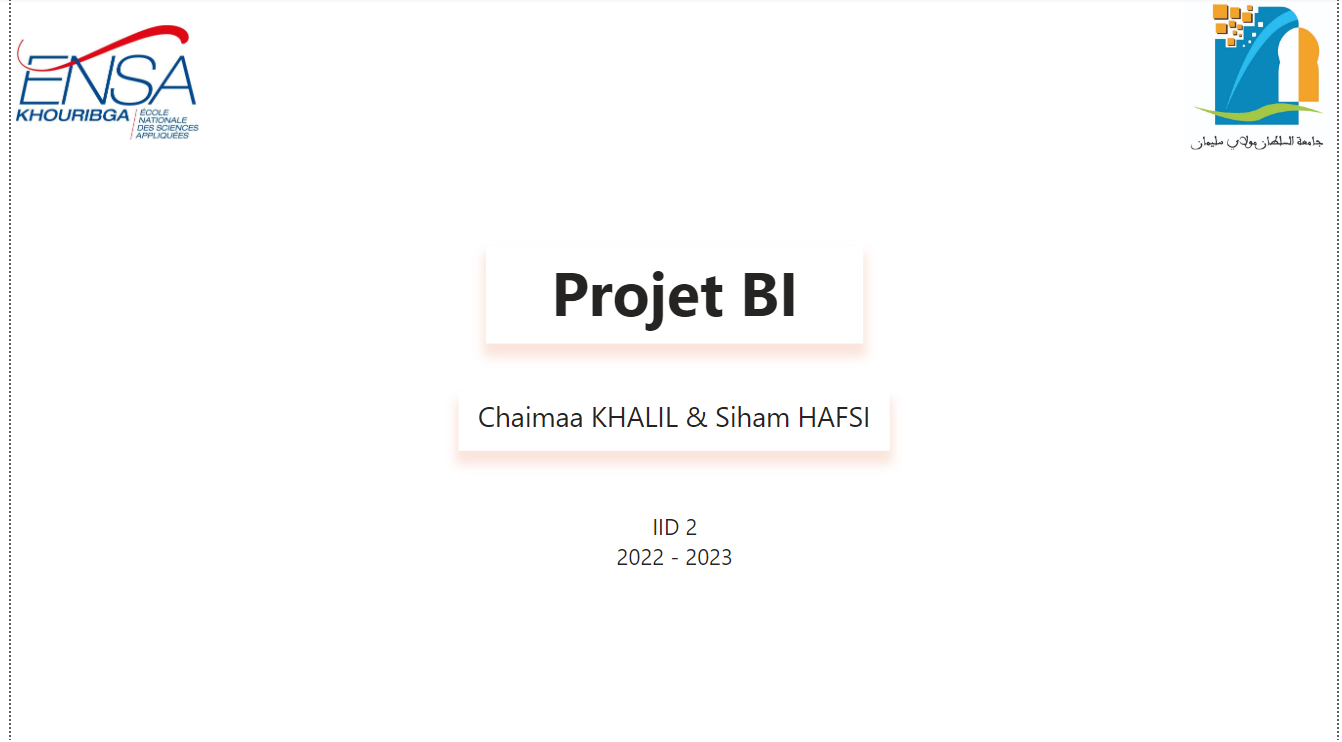 ENSA
KHOURIBGA
ÉCOLE
NATIONALE
DES SCIENCES
APPLIQUÉES
جامعة السلطان مولاي سليمان
Projet BI
Chaimaa KHALIL & Siham HAFSI
IID 2
2022 - 2023